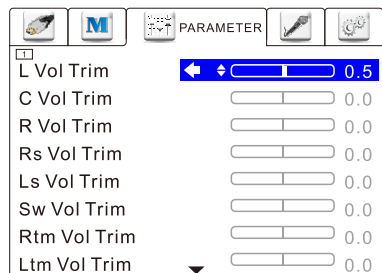 M PARAMETER
1
L Vol Trim 0.5
C Vol Trim 0.0
R Vol Trim 0.0
Rs Vol Trim 0.0
Ls Vol Trim 0.0
Sw Vol Trim 0.0
Rtm Vol Trim 0.0
Ltm Vol Trim 0.0